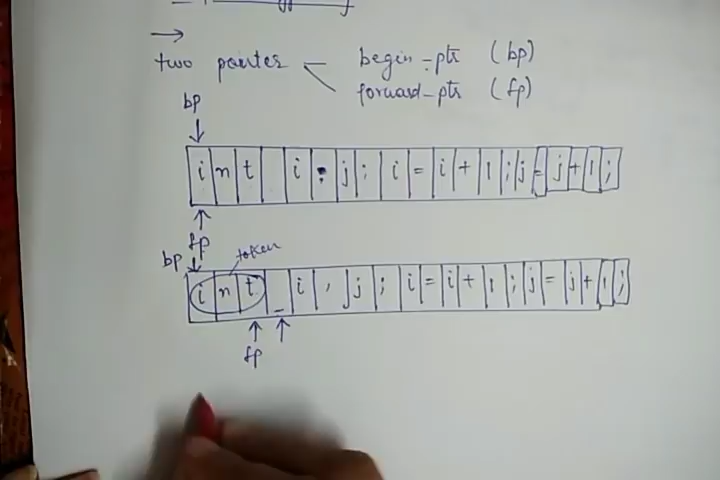 two pointer — begin-ptr (bp)
forward-ptr (fp)
bp
i n t i , j ; i = i + 1 ; j = j + 1 ;
fp
bp token
i n t i , j ; i = i + 1 ; j = j + 1 ;
fp